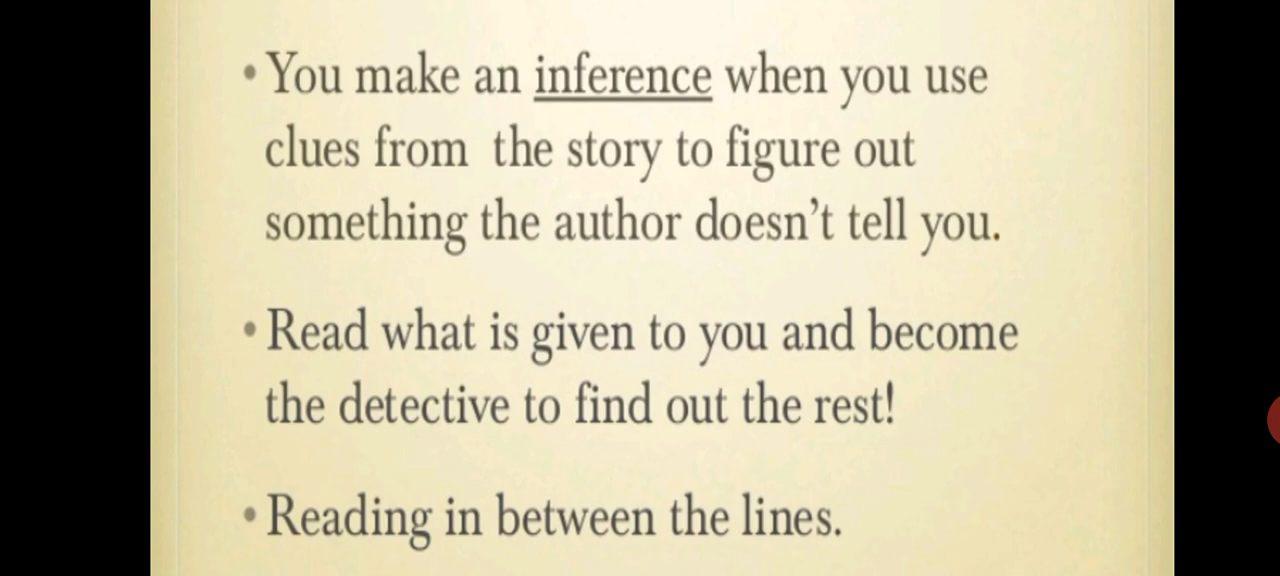 • You make an inference when you use
clues from  the story to figure out
something the author doesn't tell you.
• Read what is given to you and become
the detective to find out the rest!
• Reading in between the lines.